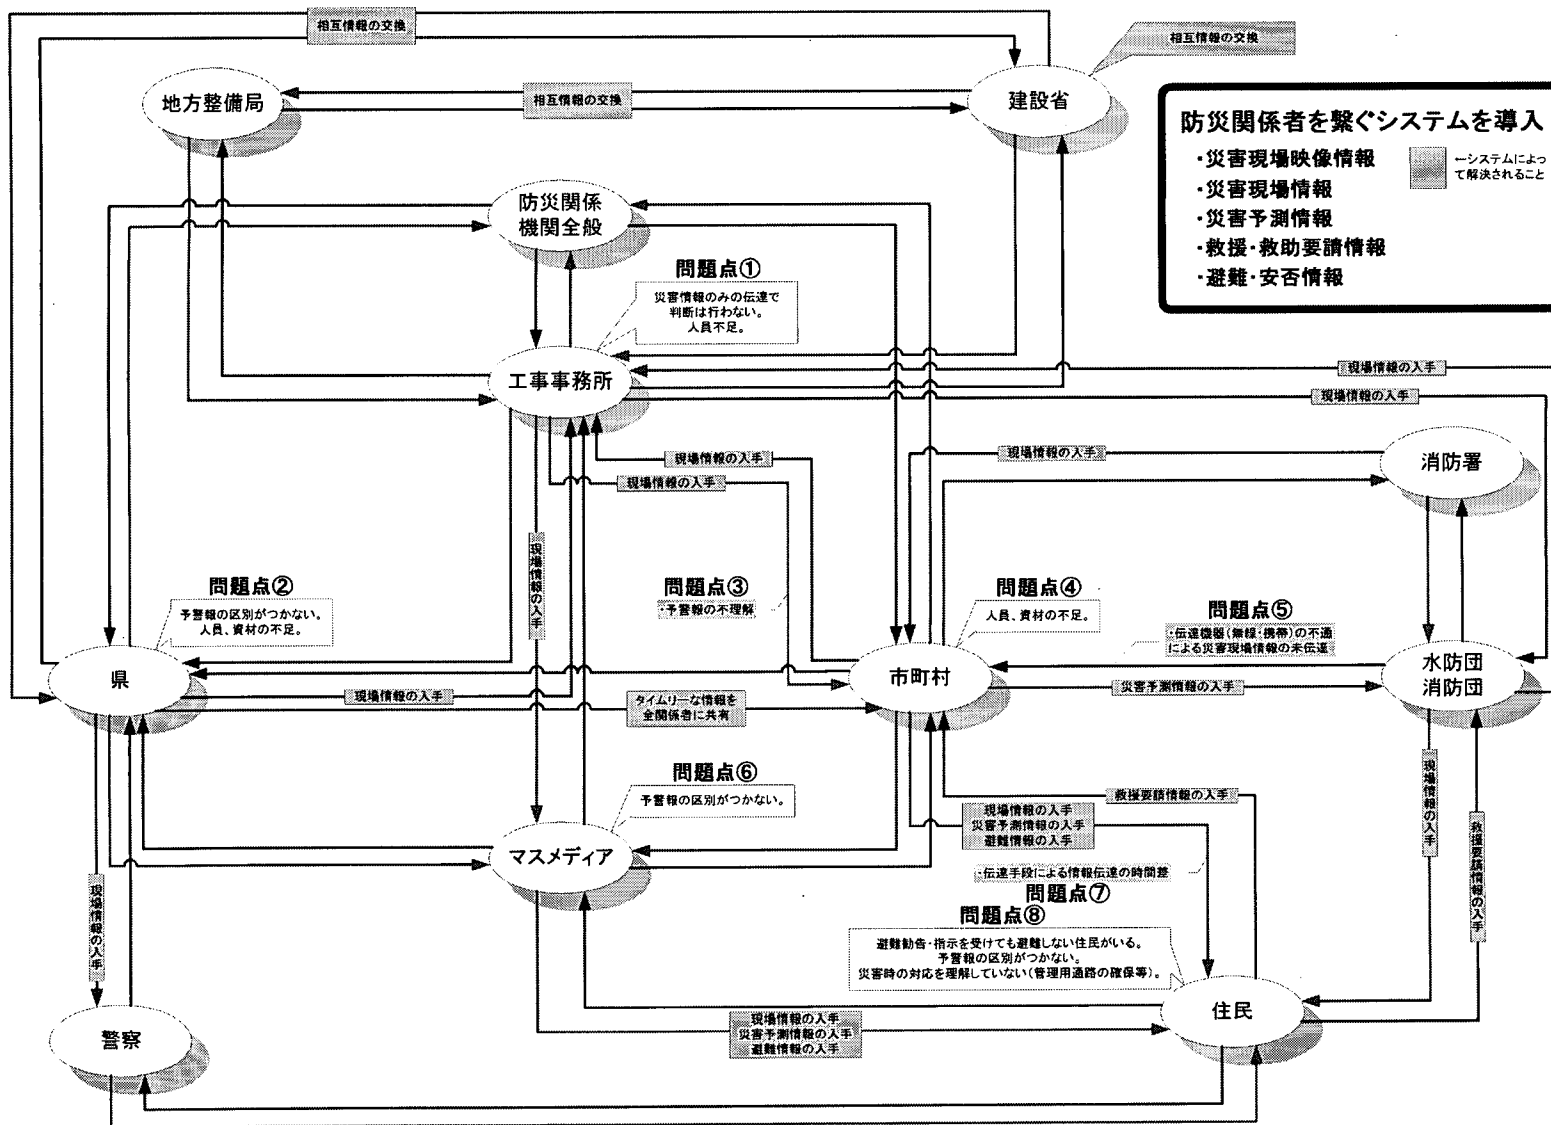 相互情報の交換
相互情報の交換
地方整備局
相互情報の交換
建設省
防災関係者を繋ぐシステムを導入
・災害現場映像情報
・災害現場情報
・災害予測情報
・救援・救助要請情報
・避難・安否情報
←システムによっ
て解決されること
防災関係
機関全般
問題点①
災害情報のみの伝達で
判断は行わない。
人員不足。
工事事務所
現場情報の入手
現場情報の入手
現場情報の入手
現場情報の入手
現場情報の入手
消防署
現場情報の入手
問題点②
予警報の区別がつかない。
人員、資材の不足。
問題点③
・予警報の不理解
問題点④
人員、資材の不足。
問題点⑤
・伝達機器(無線・携帯)の不通
による災害現場情報の未伝達
県
現場情報の入手
タイムリーな情報を
全関係者に共有
市町村
災害予測情報の入手
水防団
消防団
問題点⑥
予警報の区別がつかない。
マスメディア
救援要請情報の入手
現場情報の入手
災害予測情報の入手
避難情報の入手
現場情報の入手
救援要請情報の入手
・伝達手段による情報伝達の時間差
問題点⑦
問題点⑧
避難勧告・指示を受けても避難しない住民がいる。
予警報の区別がつかない。
災害時の対応を理解していない(管理用通路の確保等)。
現場情報の入手
警察
現場情報の入手
災害予測情報の入手
避難情報の入手
住民